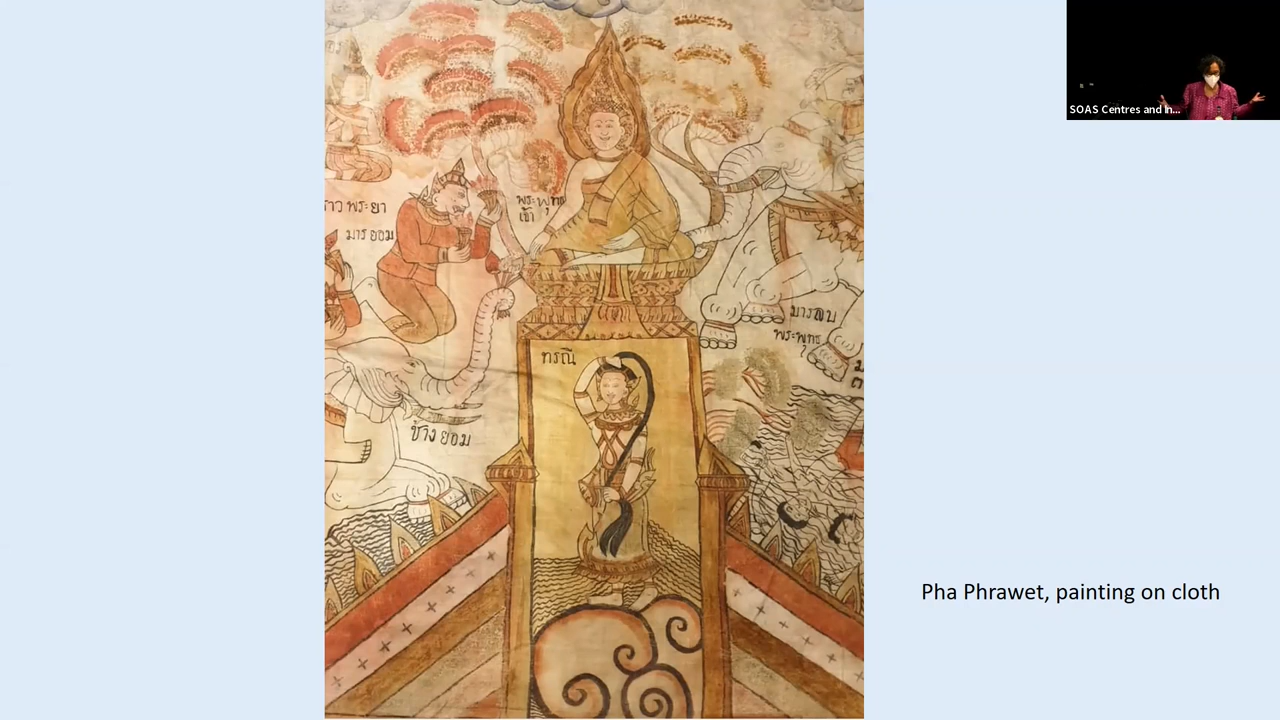 SOAS Centres and In...
าว พระยา
มาร ยอม
พระพุทธ
เจ้า
มารลบ
พระพุทธ
ทรณี
ช้างยอม
Pha Phrawet, painting on cloth